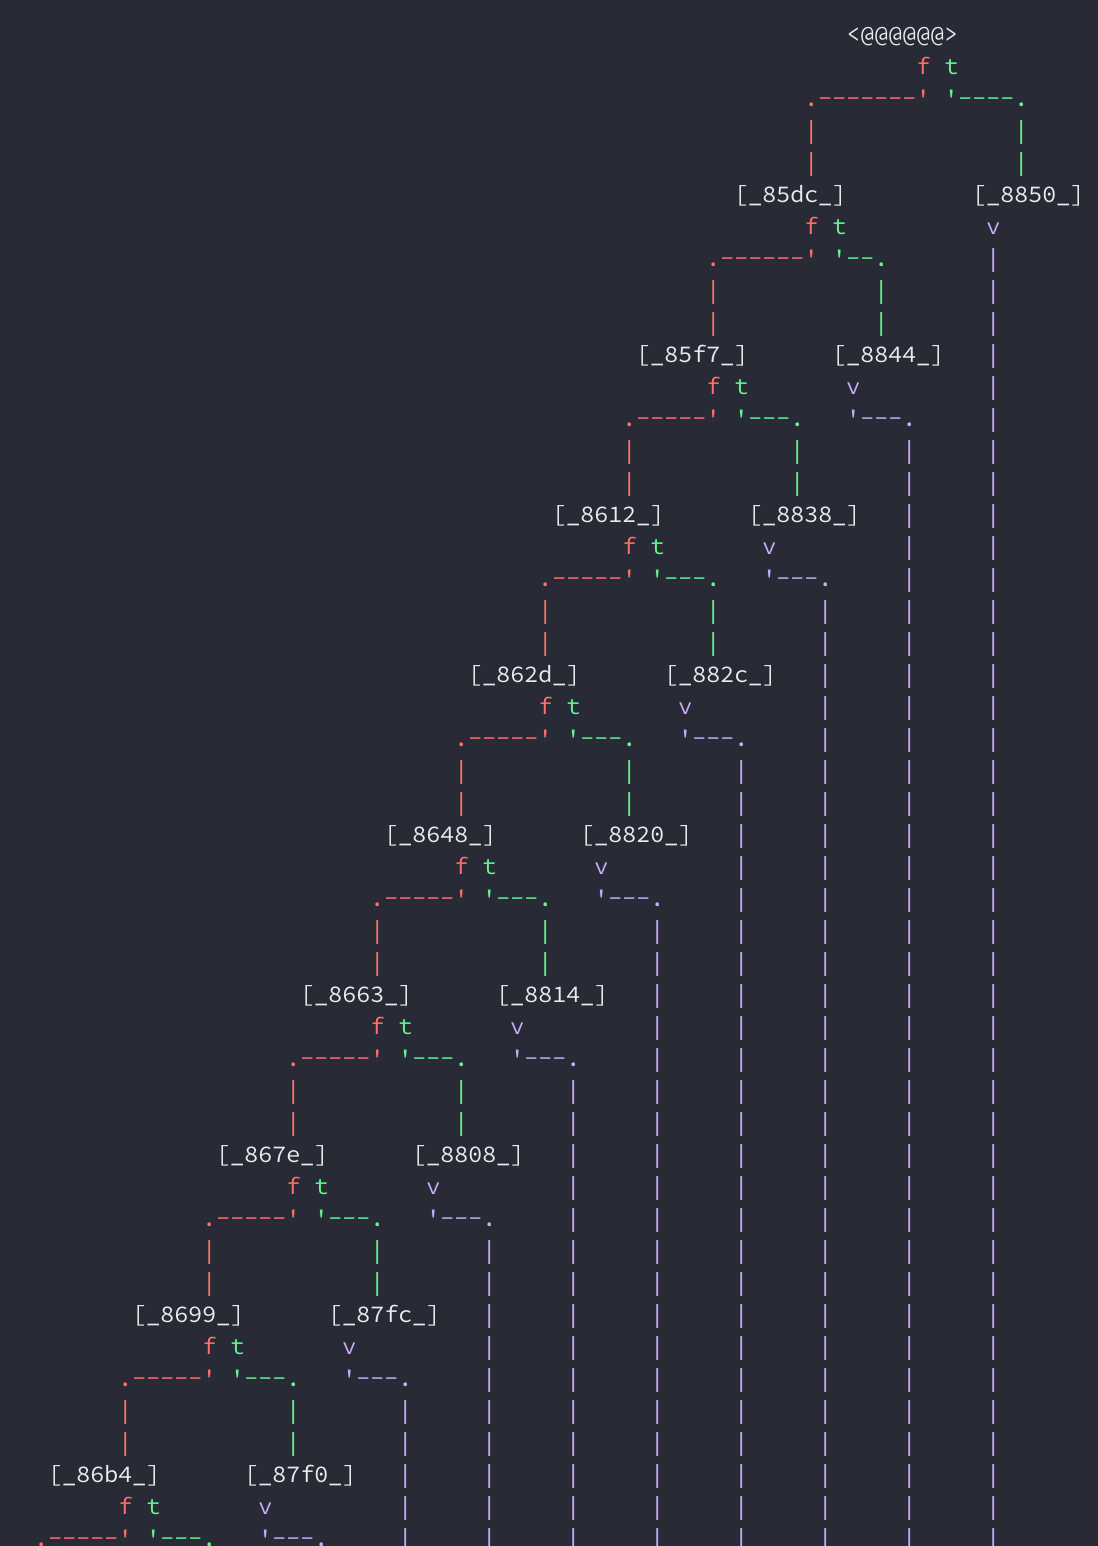 <@@@@@@>
f t
[_85dc_] [_8850_]
f t v
[_85f7_] [_8844_]
f t v
[_8612_] [_8838_]
f t v
[_862d_] [_882c_]
f t v
[_8648_] [_8820_]
f t v
[_8663_] [_8814_]
f t v
[_867e_] [_8808_]
f t v
[_8699_] [_87fc_]
f t v
[_86b4_] [_87f0_]
f t v